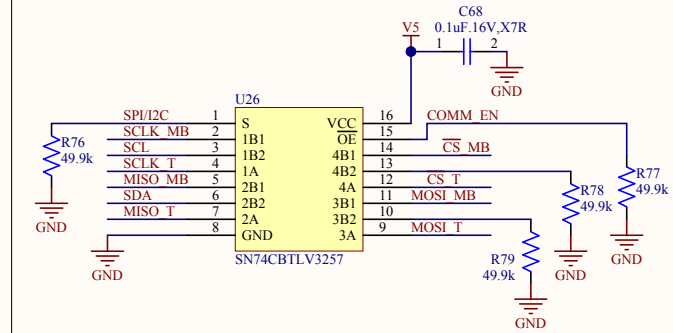 C68
V5
0.1uF.16V,X7R
1 2
GND
U26
SPI/I2C 1 S VCC 16
SCLK_MB 2 1B1 OE 15 COMM_EN
SCL 3 1B2 4B1 14 CS_MB
SCLK_T 4 1A 4B2 13
MISO_MB 5 2B1 4A 12 CS_T
SDA 6 2B2 3B1 11 MOSI_MB
MISO_T 7 2A 3B2 10
8 GND 3A 9 MOSI_T
SN74CBTLV3257
R76
49.9k
GND
GND
R77
49.9k
GND
R78
49.9k
GND
R79
49.9k
GND